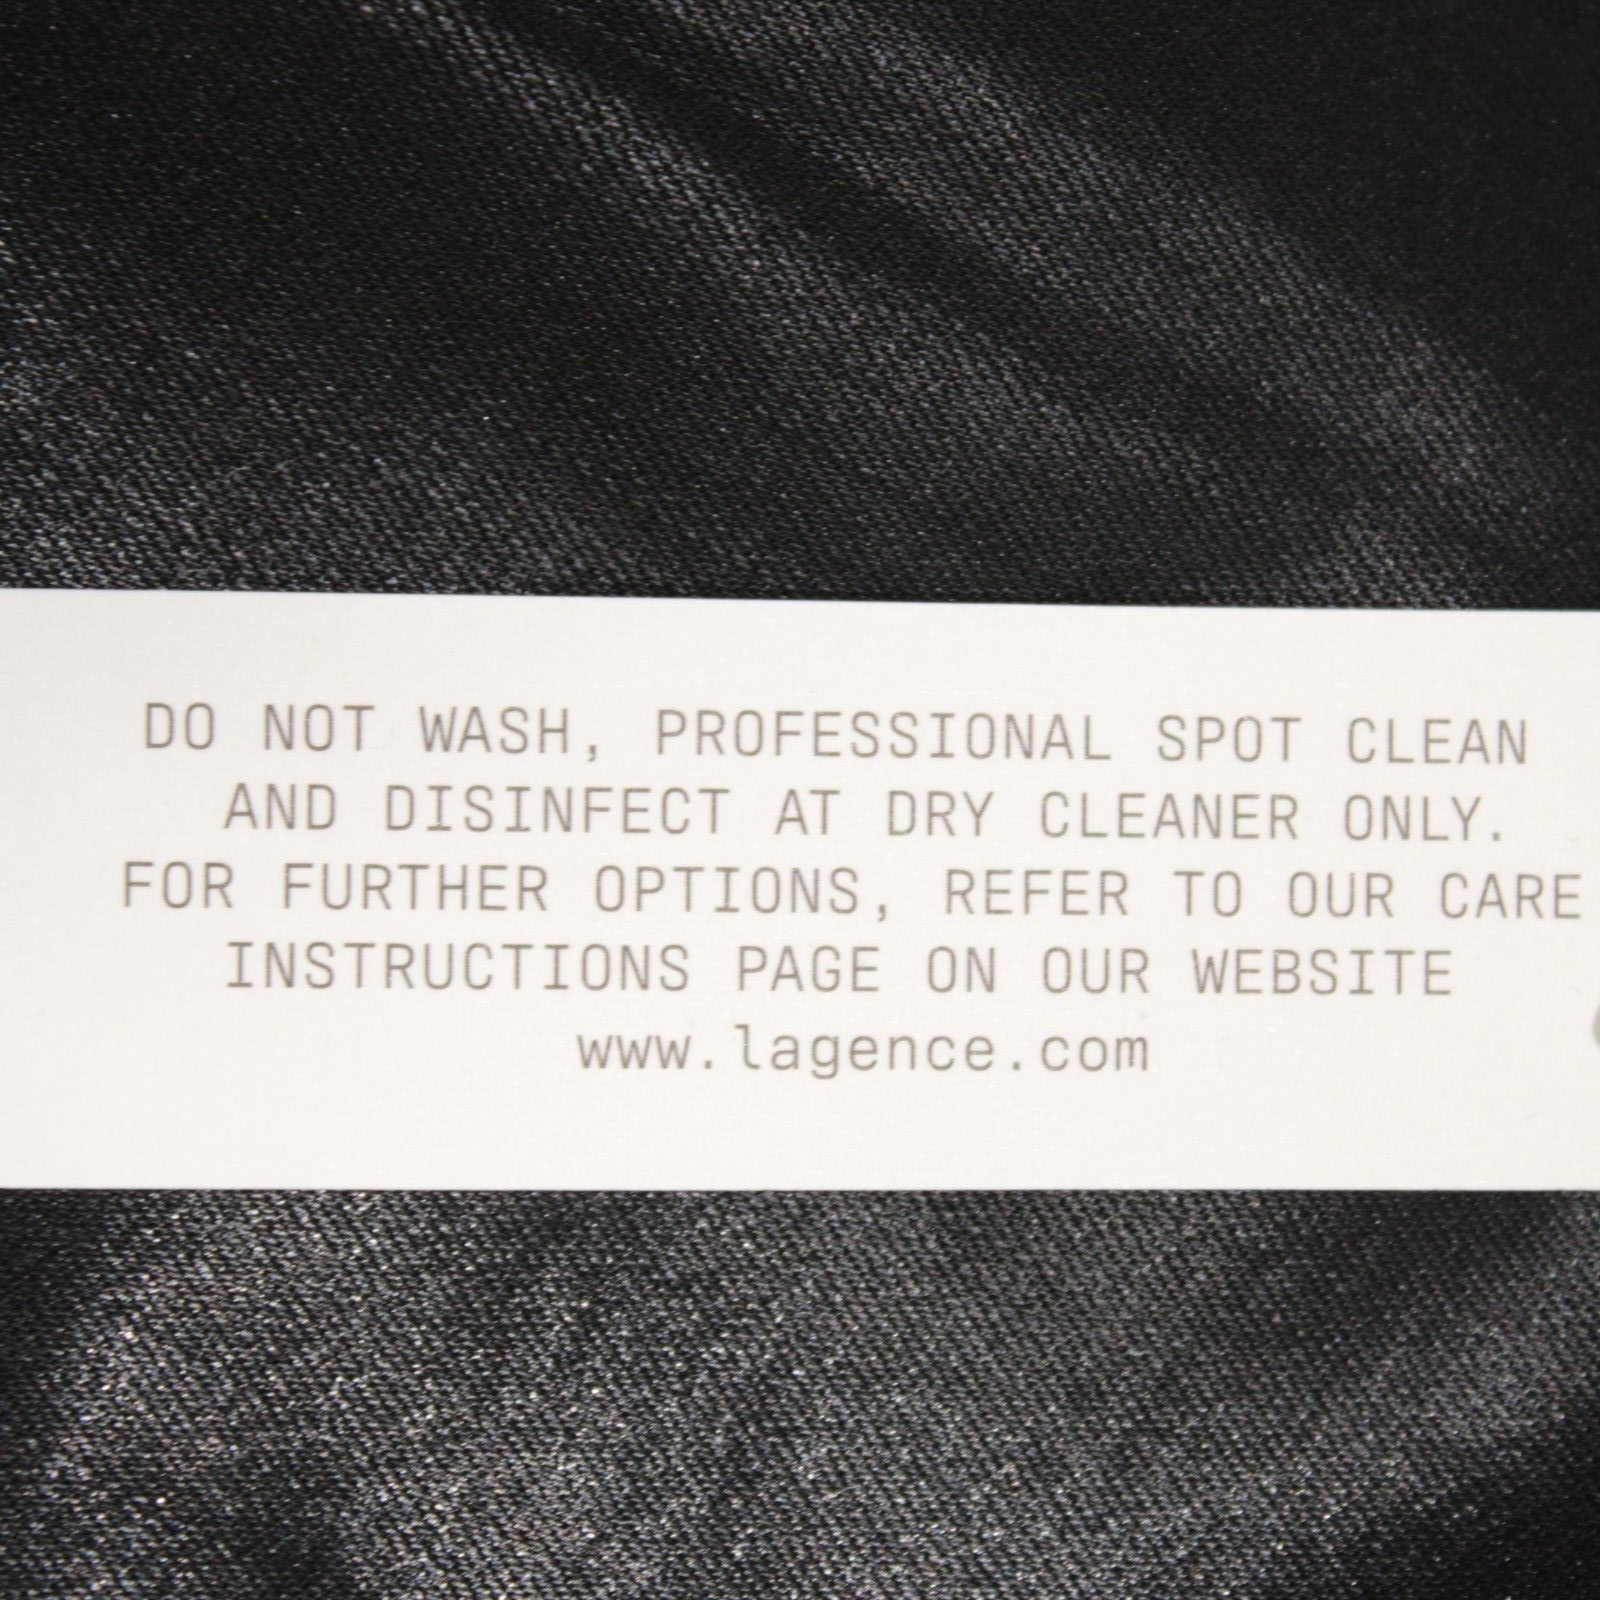 DO NOT WASH, PROFESSIONAL SPOT CLEAN
AND DISINFECT AT DRY CLEANER ONLY.
FOR FURTHER OPTIONS, REFER TO OUR CARE
INSTRUCTIONS PAGE ON OUR WEBSITE
www.lagence.com